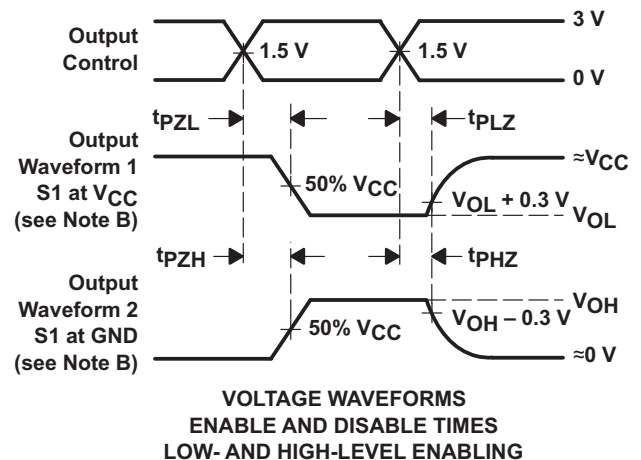 Output
Control
1.5 V
1.5 V
3 V
0 V
tPZL
tPLZ
Output
Waveform 1
S1 at VCC
(see Note B)
50% VCC
≈VCC
VOL + 0.3 V
VOL
tPZH
tPHZ
Output
Waveform 2
S1 at GND
(see Note B)
50% VCC
VOH
VOH – 0.3 V
≈0 V
VOLTAGE WAVEFORMS
ENABLE AND DISABLE TIMES
LOW- AND HIGH-LEVEL ENABLING